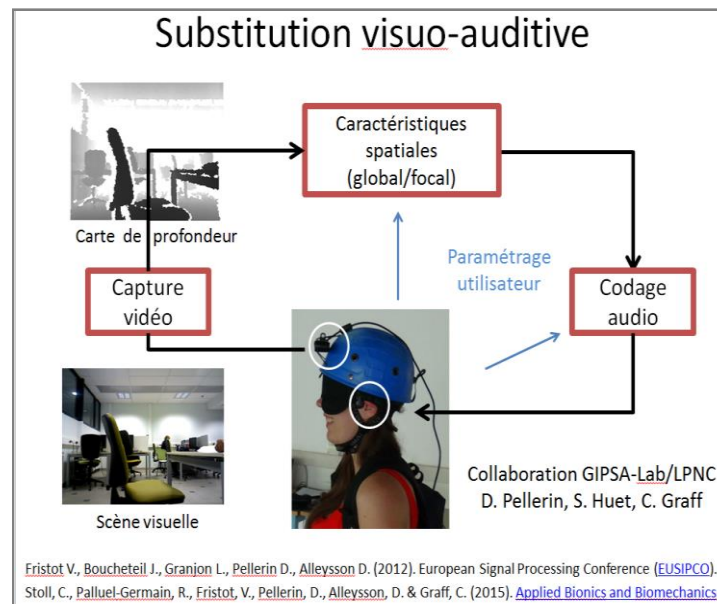 Substitution visuo-auditive
Caractéristiques
spatiales
(global/focal)
Carte de profondeur
Paramétrage
utilisateur
Capture
vidéo
Codage
audio
Scène visuelle
Collaboration GIPSA-Lab/LPNC
D. Pellerin, S. Huet, C. Graff
Fristot V., Boucheteil J., Granjon L., Pellerin D., Alleysson D. (2012). European Signal Processing Conference (EUSIPCO).
Stoll, C., Palluel-Germain, R., Fristot, V., Pellerin, D., Alleysson, D. & Graff, C. (2015). Applied Bionics and Biomechanics